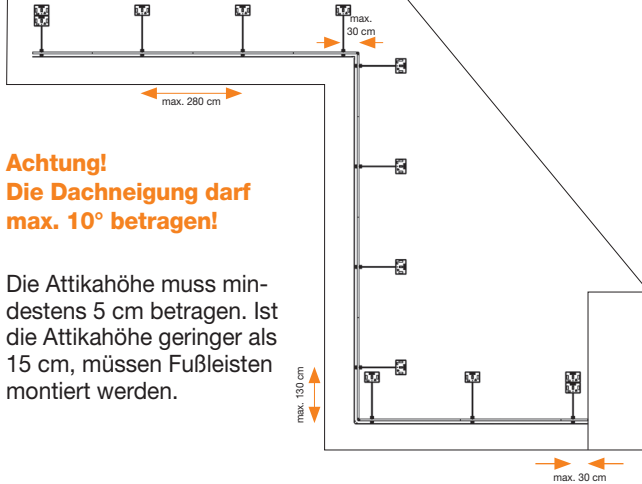 max.
30 cm
max. 280 cm
Achtung!
Die Dachneigung darf
max. 10° betragen!
Die Attikahöhe muss min-
destens 5 cm betragen. Ist
die Attikahöhe geringer als
15 cm, müssen Fußleisten
montiert werden.
max. 130 cm
max. 30 cm